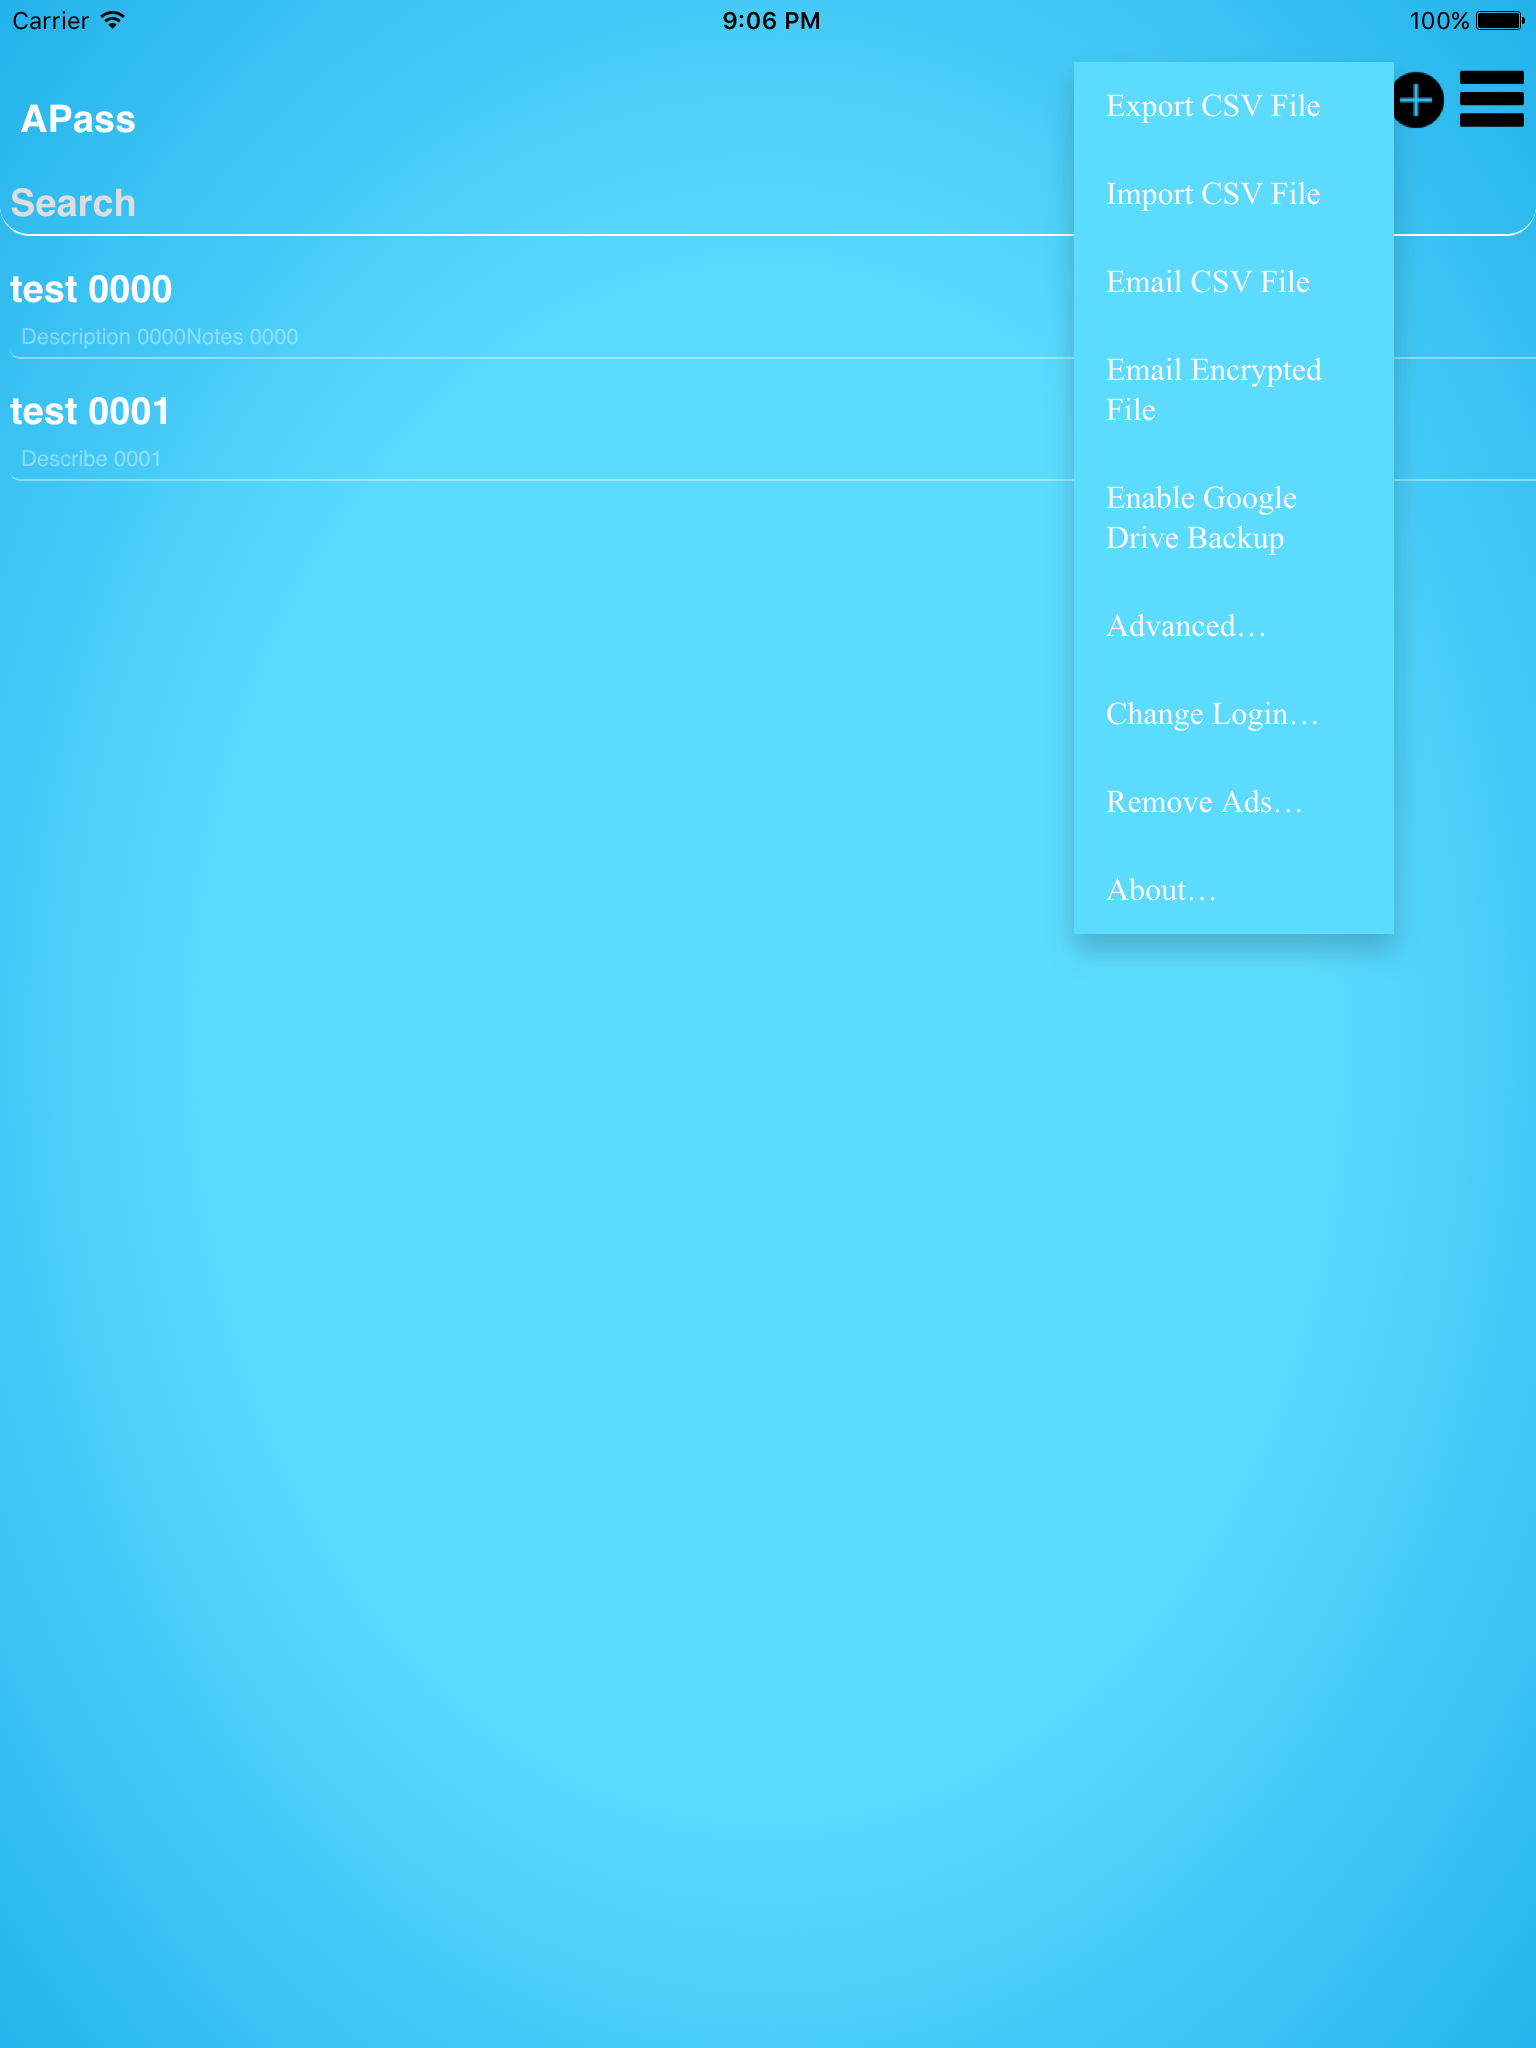 Carrier
9:06 PM
100%
APass
Search
test 0000
Description 0000Notes 0000
test 0001
Describe 0001
Export CSV File
Import CSV File
Email CSV File
Email Encrypted
File
Enable Google
Drive Backup
Advanced…
Change Login…
Remove Ads…
About…